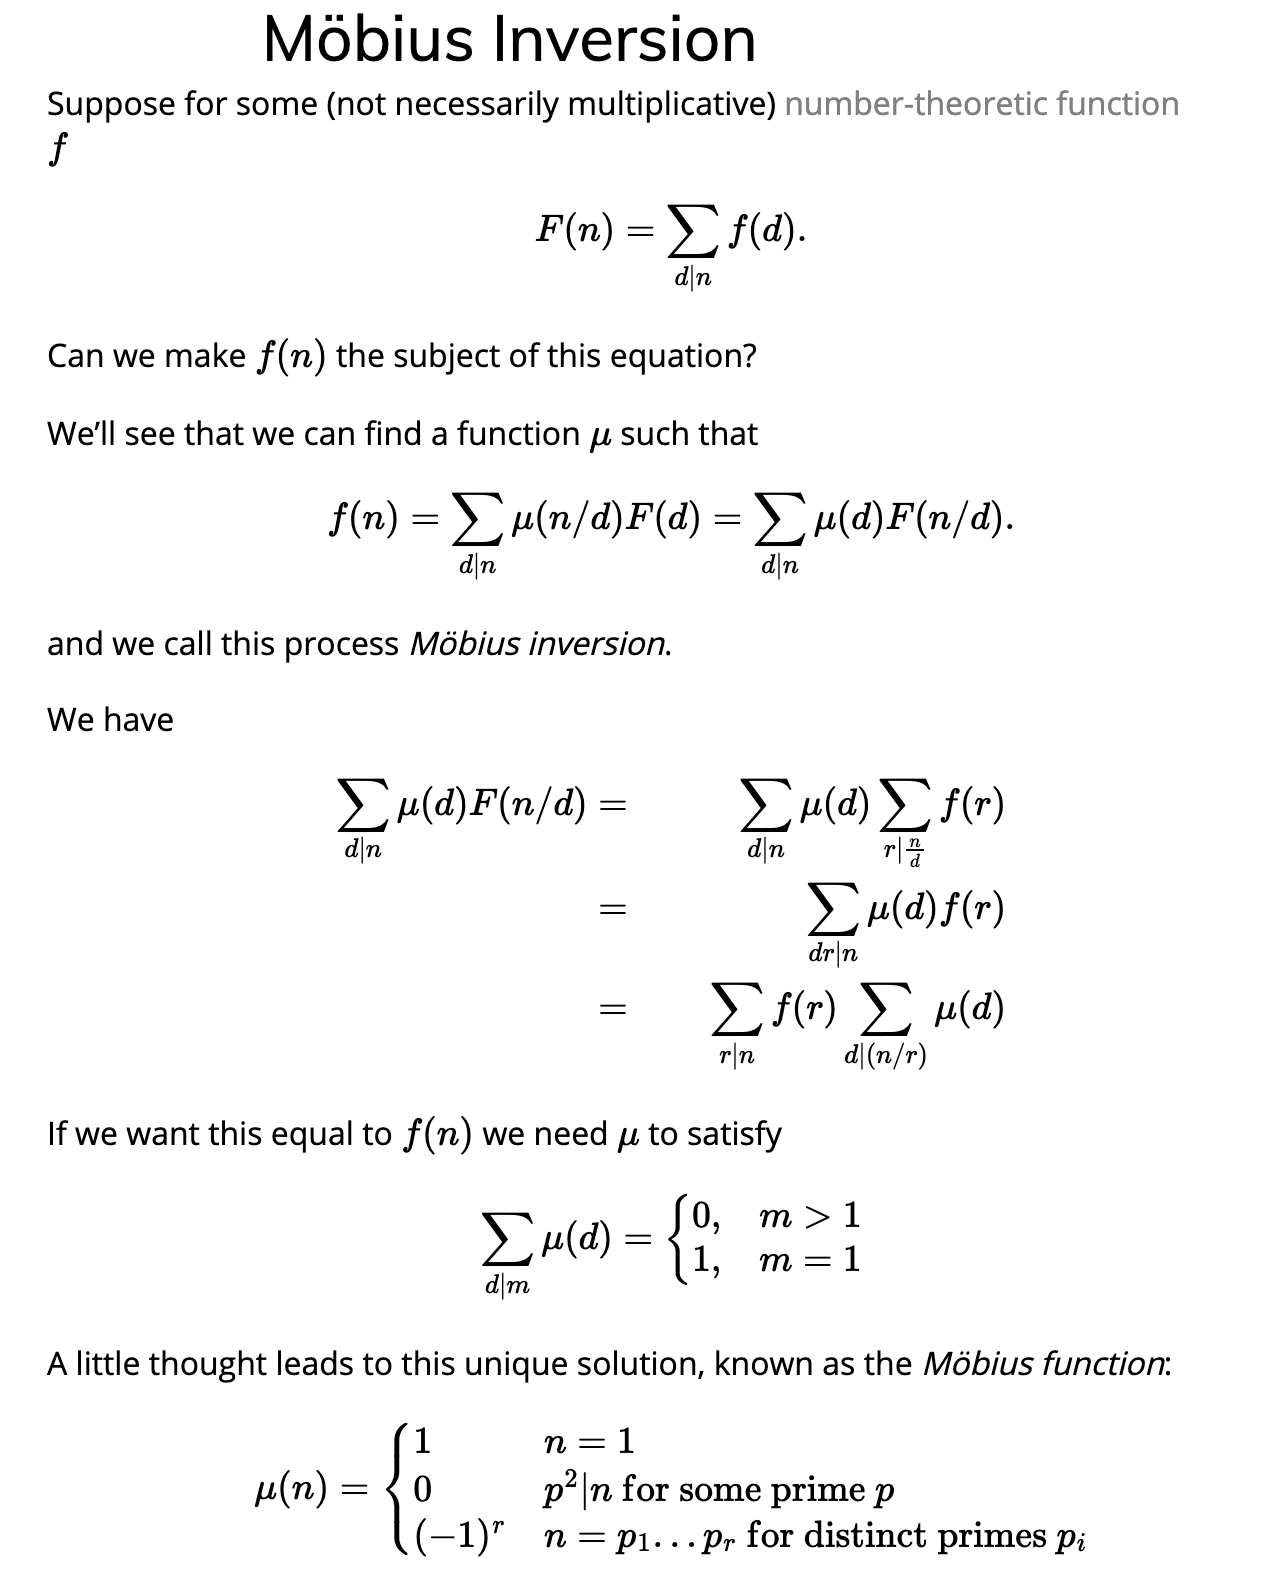 Möbius Inversion
Suppose for some (not necessarily multiplicative) number-theoretic function
f
F(n) = ∑_{d|n} f(d).
Can we make f(n) the subject of this equation?
We’ll see that we can find a function μ such that
f(n) = ∑_{d|n} μ(n/d)F(d) = ∑_{d|n} μ(d)F(n/d).
and we call this process Möbius inversion.
We have
∑_{d|n} μ(d)F(n/d) = ∑_{d|n} μ(d) ∑_{r|\frac{n}{d}} f(r)
= ∑_{dr|n} μ(d)f(r)
= ∑_{r|n} f(r) ∑_{d|(n/r)} μ(d)
If we want this equal to f(n) we need μ to satisfy
∑_{d|m} μ(d) = { 0, m > 1
1, m = 1
A little thought leads to this unique solution, known as the Möbius function:
μ(n) = { 1 n = 1
0 p²|n for some prime p
(−1)^r n = p₁…p_r for distinct primes p_i